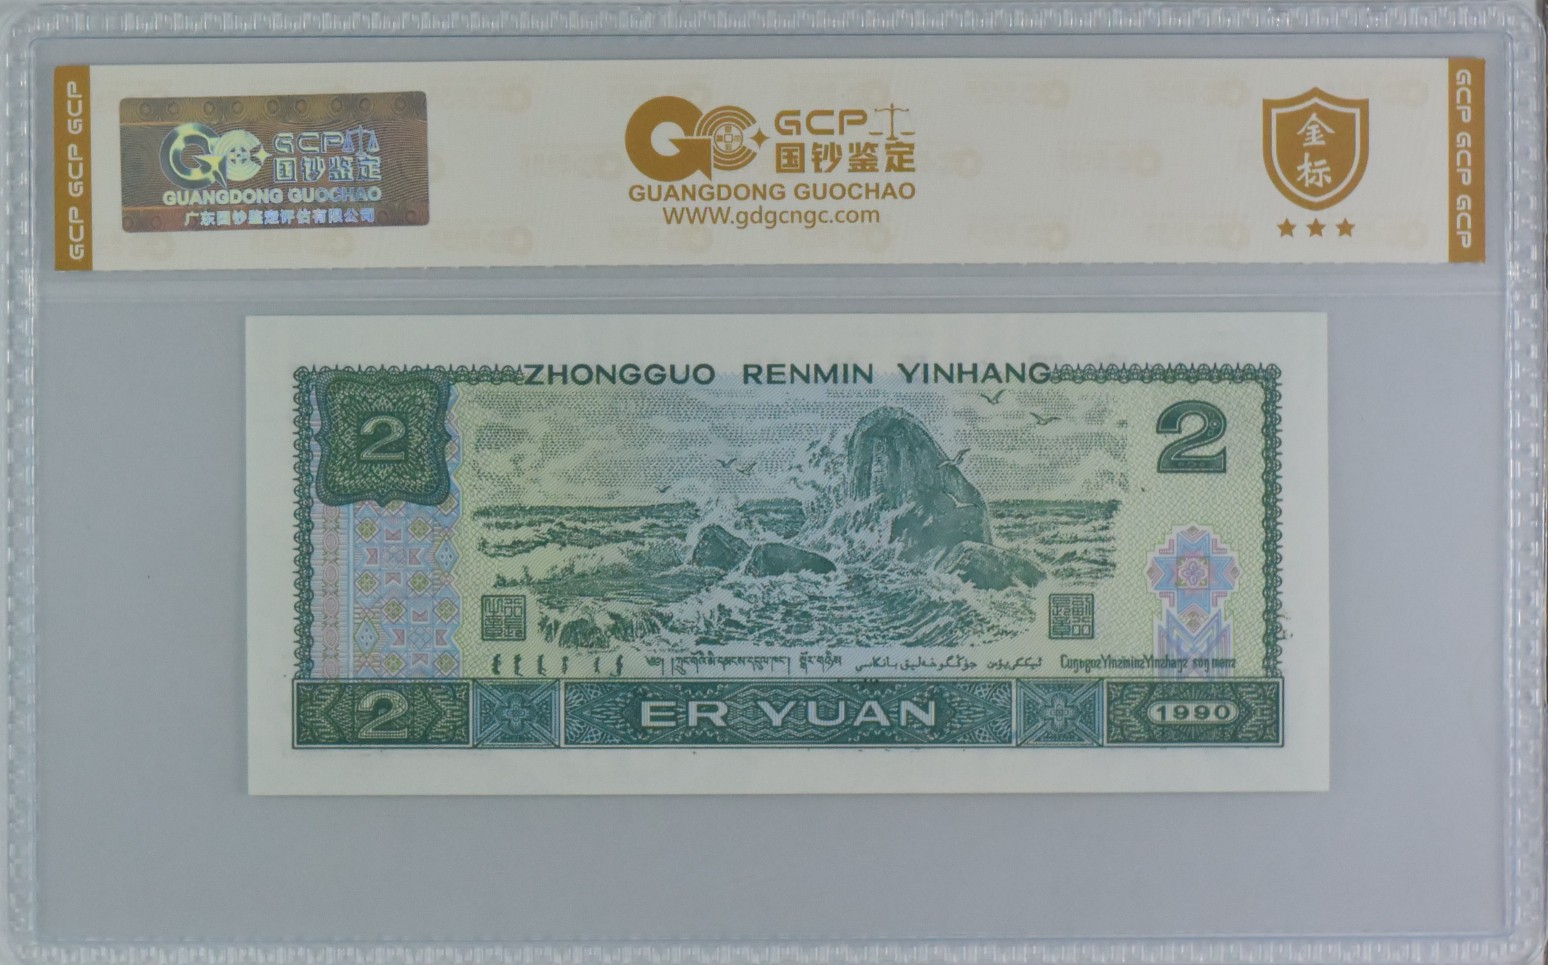 GCP GCP GCP
GCP
国钞鉴定
GUANGDONG GUOCHAO
广东国钞鉴定评估有限公司
GCP
国钞鉴定
GUANGDONG GUOCHAO
WWW.gdgcngc.com
金标
GCP GCP GCP
ZHONGGUO RENMIN YINHANG
2
2
Cunƅgoz Yinzminz Yinzhangz songmanz
2
ER YUAN
1990